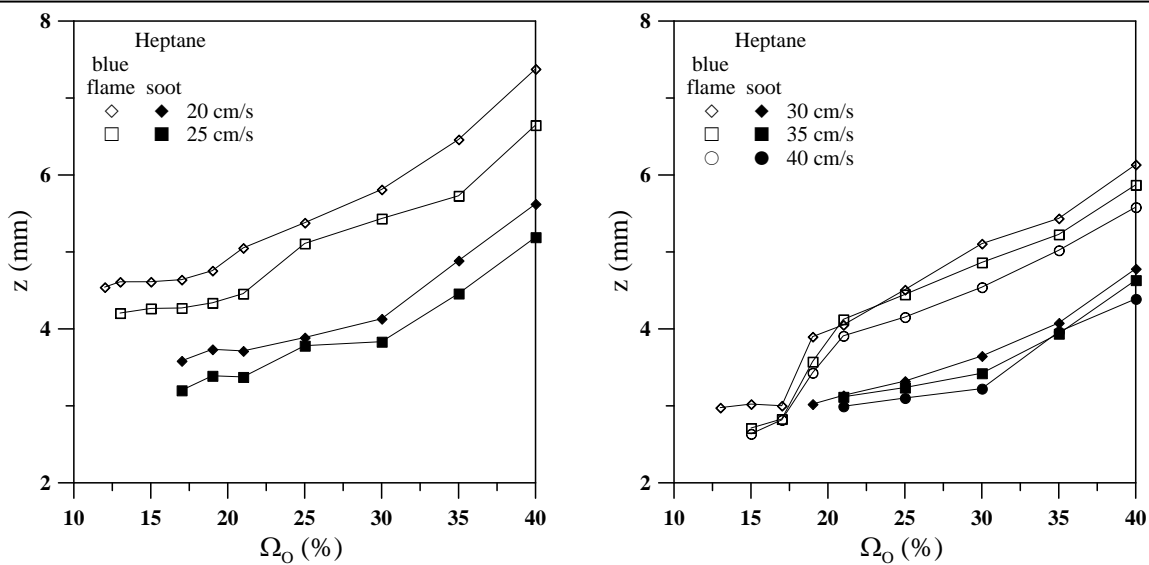 8
6
4
2
z (mm)
Heptane
blue
flame soot
20 cm/s
25 cm/s
10 15 20 25 30 35 40
Ω_O (%)
8
6
4
2
z (mm)
Heptane
blue
flame soot
30 cm/s
35 cm/s
40 cm/s
10 15 20 25 30 35 40
Ω_O (%)